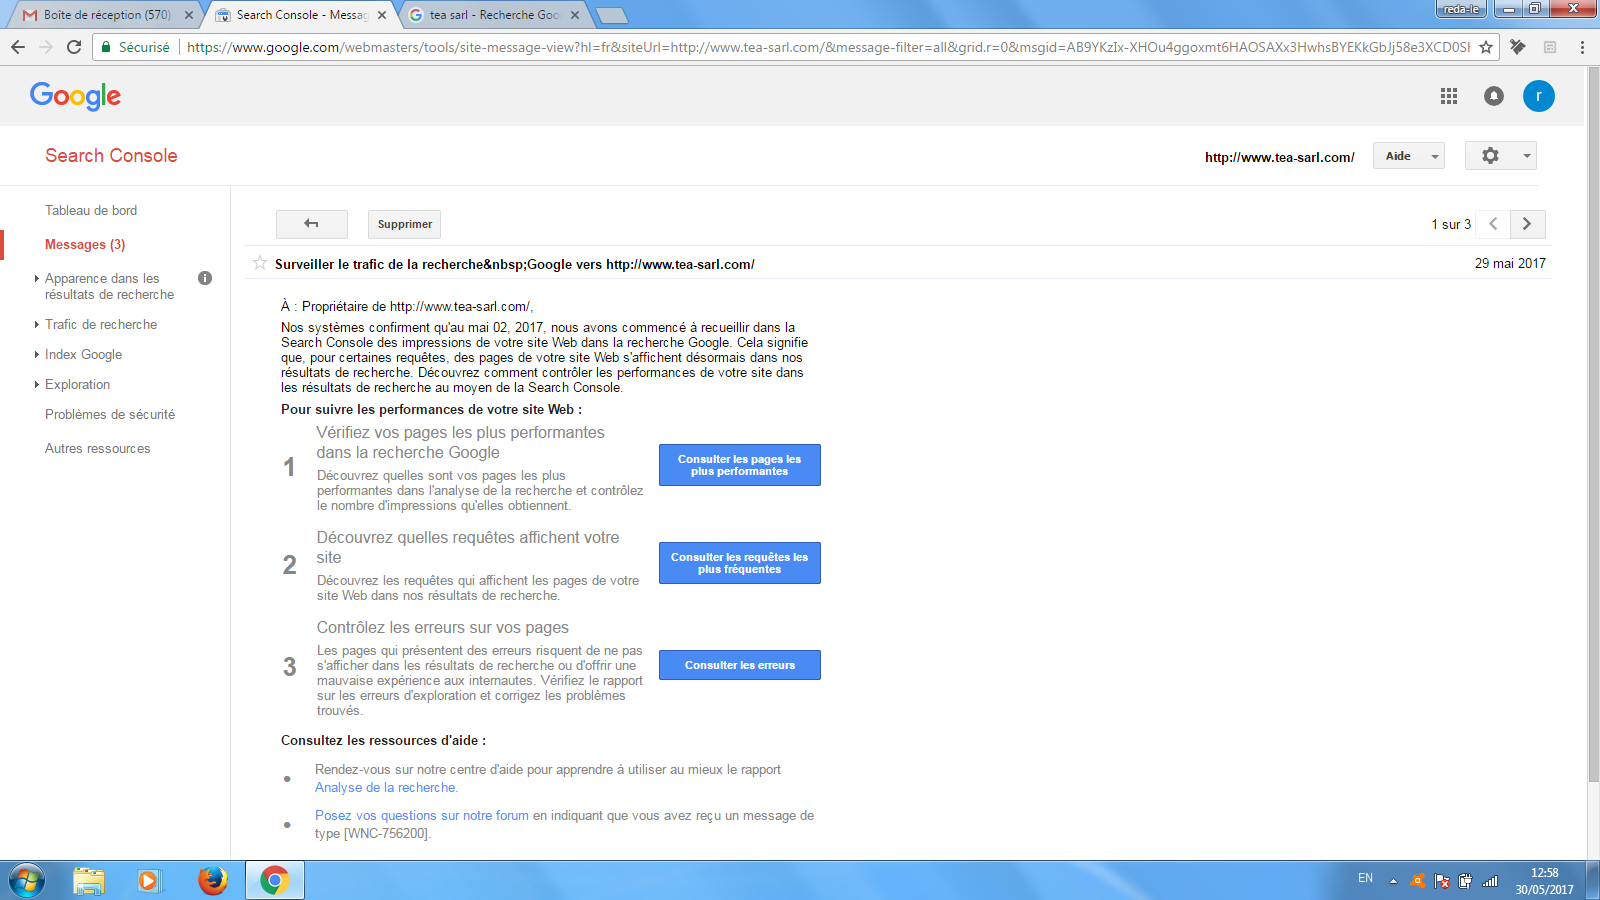 Boîte de réception (570)
Search Console - Messag
tea sarl - Recherche Goo
reda-le
Sécurisé
https://www.google.com/webmasters/tools/site-message-view?hl=fr&siteUrl=http://www.tea-sarl.com/&message-filter=all&grid.r=0&msgid=AB9YKzIx-XHOu4ggoxmt6HAOSAXx3HwhsBYEKkGbJj58e3XCD0SI
Google
r
Search Console
http://www.tea-sarl.com/
Aide
Tableau de bord
Messages (3)
Apparence dans les
résultats de recherche
Trafic de recherche
Index Google
Exploration
Problèmes de sécurité
Autres ressources
Supprimer
1 sur 3
Surveiller le trafic de la recherche&nbsp;Google vers http://www.tea-sarl.com/
29 mai 2017
À : Propriétaire de http://www.tea-sarl.com/,
Nos systèmes confirment qu'au mai 02, 2017, nous avons commencé à recueillir dans la
Search Console des impressions de votre site Web dans la recherche Google. Cela signifie
que, pour certaines requêtes, des pages de votre site Web s'affichent désormais dans nos
résultats de recherche. Découvrez comment contrôler les performances de votre site dans
les résultats de recherche au moyen de la Search Console.
Pour suivre les performances de votre site Web :
1
Vérifiez vos pages les plus performantes
dans la recherche Google
Découvrez quelles sont vos pages les plus
performantes dans l'analyse de la recherche et contrôlez
le nombre d'impressions qu'elles obtiennent.
Consulter les pages les
plus performantes
2
Découvrez quelles requêtes affichent votre
site
Découvrez les requêtes qui affichent les pages de votre
site Web dans nos résultats de recherche.
Consulter les requêtes les
plus fréquentes
3
Contrôlez les erreurs sur vos pages
Les pages qui présentent des erreurs risquent de ne pas
s'afficher dans les résultats de recherche ou d'offrir une
mauvaise expérience aux internautes. Vérifiez le rapport
sur les erreurs d'exploration et corrigez les problèmes
trouvés.
Consulter les erreurs
Consultez les ressources d'aide :
Rendez-vous sur notre centre d'aide pour apprendre à utiliser au mieux le rapport
Analyse de la recherche.
Posez vos questions sur notre forum en indiquant que vous avez reçu un message de
type [WNC-756200].
EN
12:58
30/05/2017